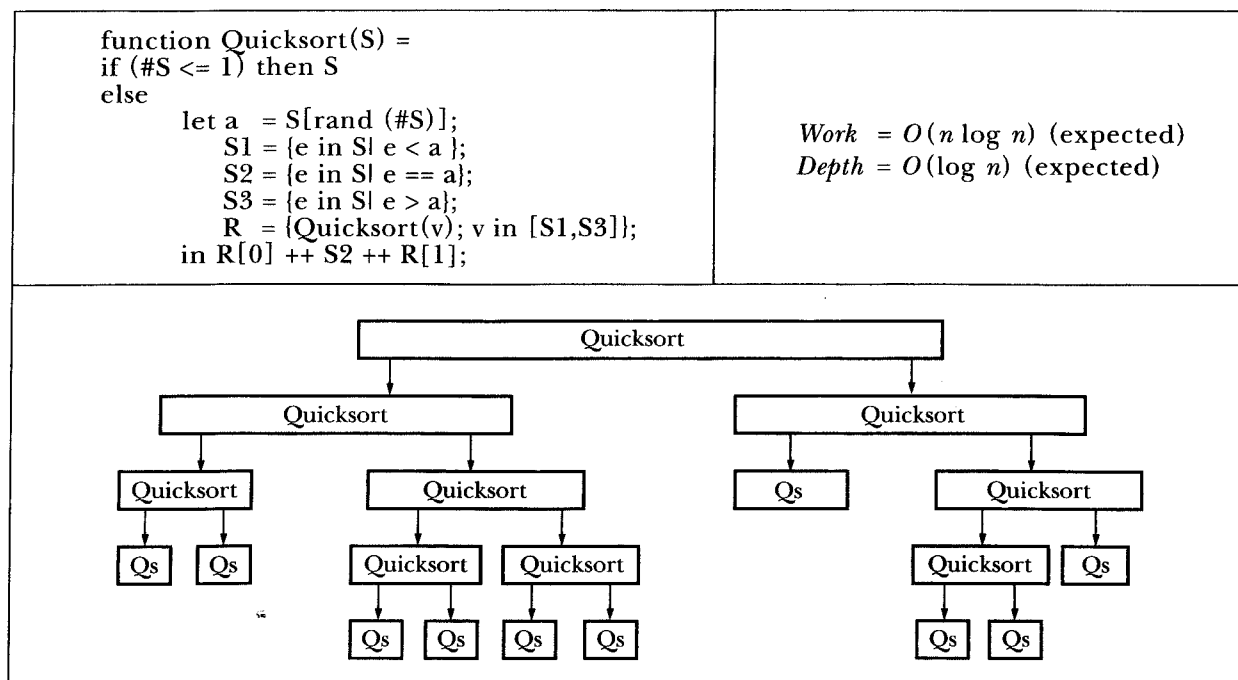 function Quicksort(S) =
if (#S <= 1) then S
else
let a = S[rand (#S)];
S1 = {e in S| e < a };
S2 = {e in S| e == a};
S3 = {e in S| e > a};
R = {Quicksort(v); v in [S1,S3]};
in R[0] ++ S2 ++ R[1];
Work = O(n log n) (expected)
Depth = O(log n) (expected)
Quicksort
Quicksort Quicksort
Quicksort Quicksort Qs Quicksort
Qs Qs Quicksort Quicksort Quicksort Qs
Qs Qs Qs Qs Qs Qs